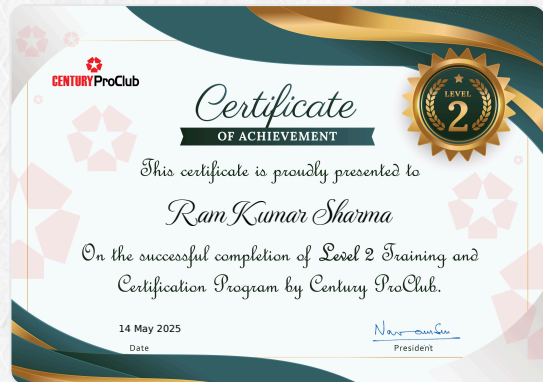 CENTURY ProClub
Certificate
OF ACHIEVEMENT
LEVEL
2
This certificate is proudly presented to
Ram Kumar Sharma
On the successful completion of Level 2 Training and
Certification Program by Century ProClub.
14 May 2025
Date
President